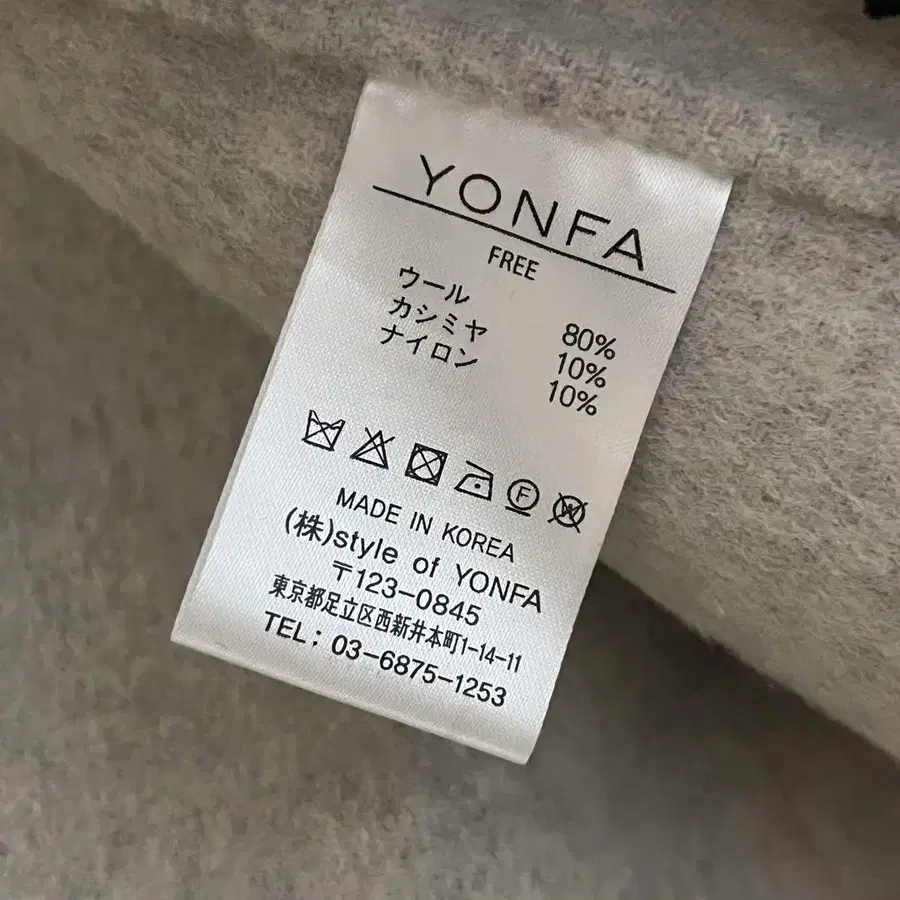 YONFA
FREE
ウール 80%
カシミヤ 10%
ナイロン 10%
F W
MADE IN KOREA
(株)style of YONFA
〒123-0845
東京都足立区西新井本町1-14-11
TEL: 03-6875-1253